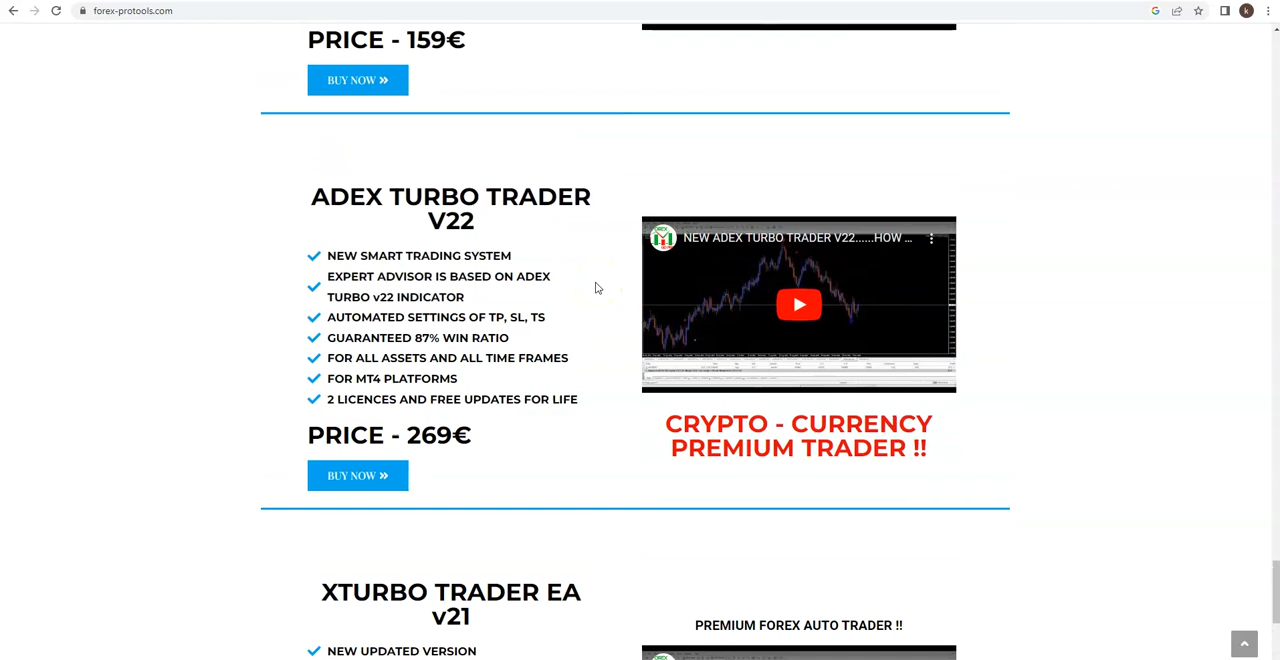 forex-protools.com
k
PRICE - 159€
BUY NOW »
ADEX TURBO TRADER
V22
NEW SMART TRADING SYSTEM
EXPERT ADVISOR IS BASED ON ADEX
TURBO v22 INDICATOR
AUTOMATED SETTINGS OF TP, SL, TS
GUARANTEED 87% WIN RATIO
FOR ALL ASSETS AND ALL TIME FRAMES
FOR MT4 PLATFORMS
2 LICENCES AND FREE UPDATES FOR LIFE
PRICE - 269€
BUY NOW »
NEW ADEX TURBO TRADER V22......HOW ...
CRYPTO - CURRENCY
PREMIUM TRADER !!
XTURBO TRADER EA
v21
NEW UPDATED VERSION
PREMIUM FOREX AUTO TRADER !!